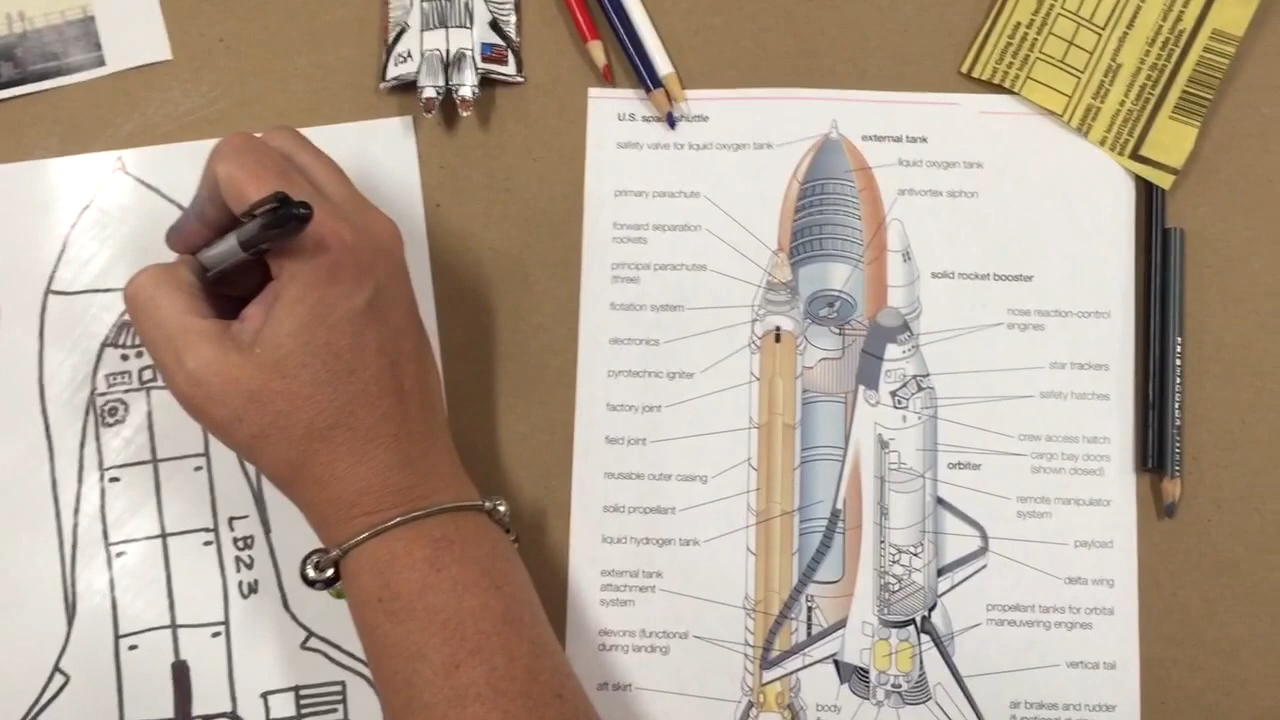 USA
LB23
U.S. space shuttle
safety valve for liquid oxygen tank
external tank
liquid oxygen tank
primary parachute
antivortex siphon
forward separation
rockets
principal parachutes
(three)
solid rocket booster
flotation system
nose reaction-control
engines
electronics
star trackers
pyrotechnic igniter
safety hatches
factory joint
crew access hatch
field joint
cargo bay doors
(shown closed)
orbiter
reusable outer casing
remote manipulator
system
solid propellant
liquid hydrogen tank
payload
external tank
attachment
system
delta wing
propellant tanks for orbital
maneuvering engines
elevons (functional
during landing)
vertical tail
aft skirt
body
air brakes and rudder
PRISMACOLOR